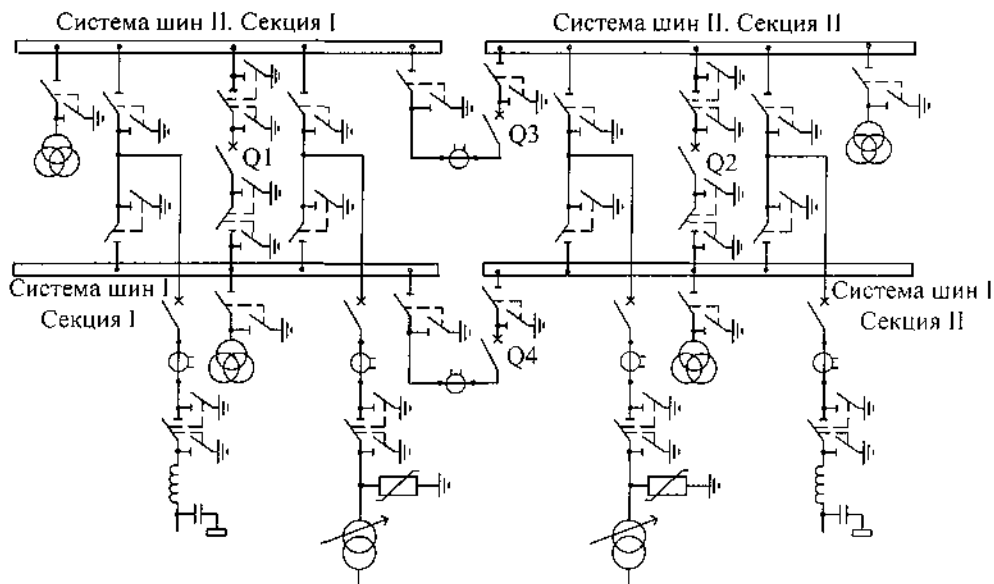 Система шин II. Секция I
Система шин II. Секция II
Q3
Q1
Q2
Система шин I
Секция I
Система шин I
Секция II
Q4